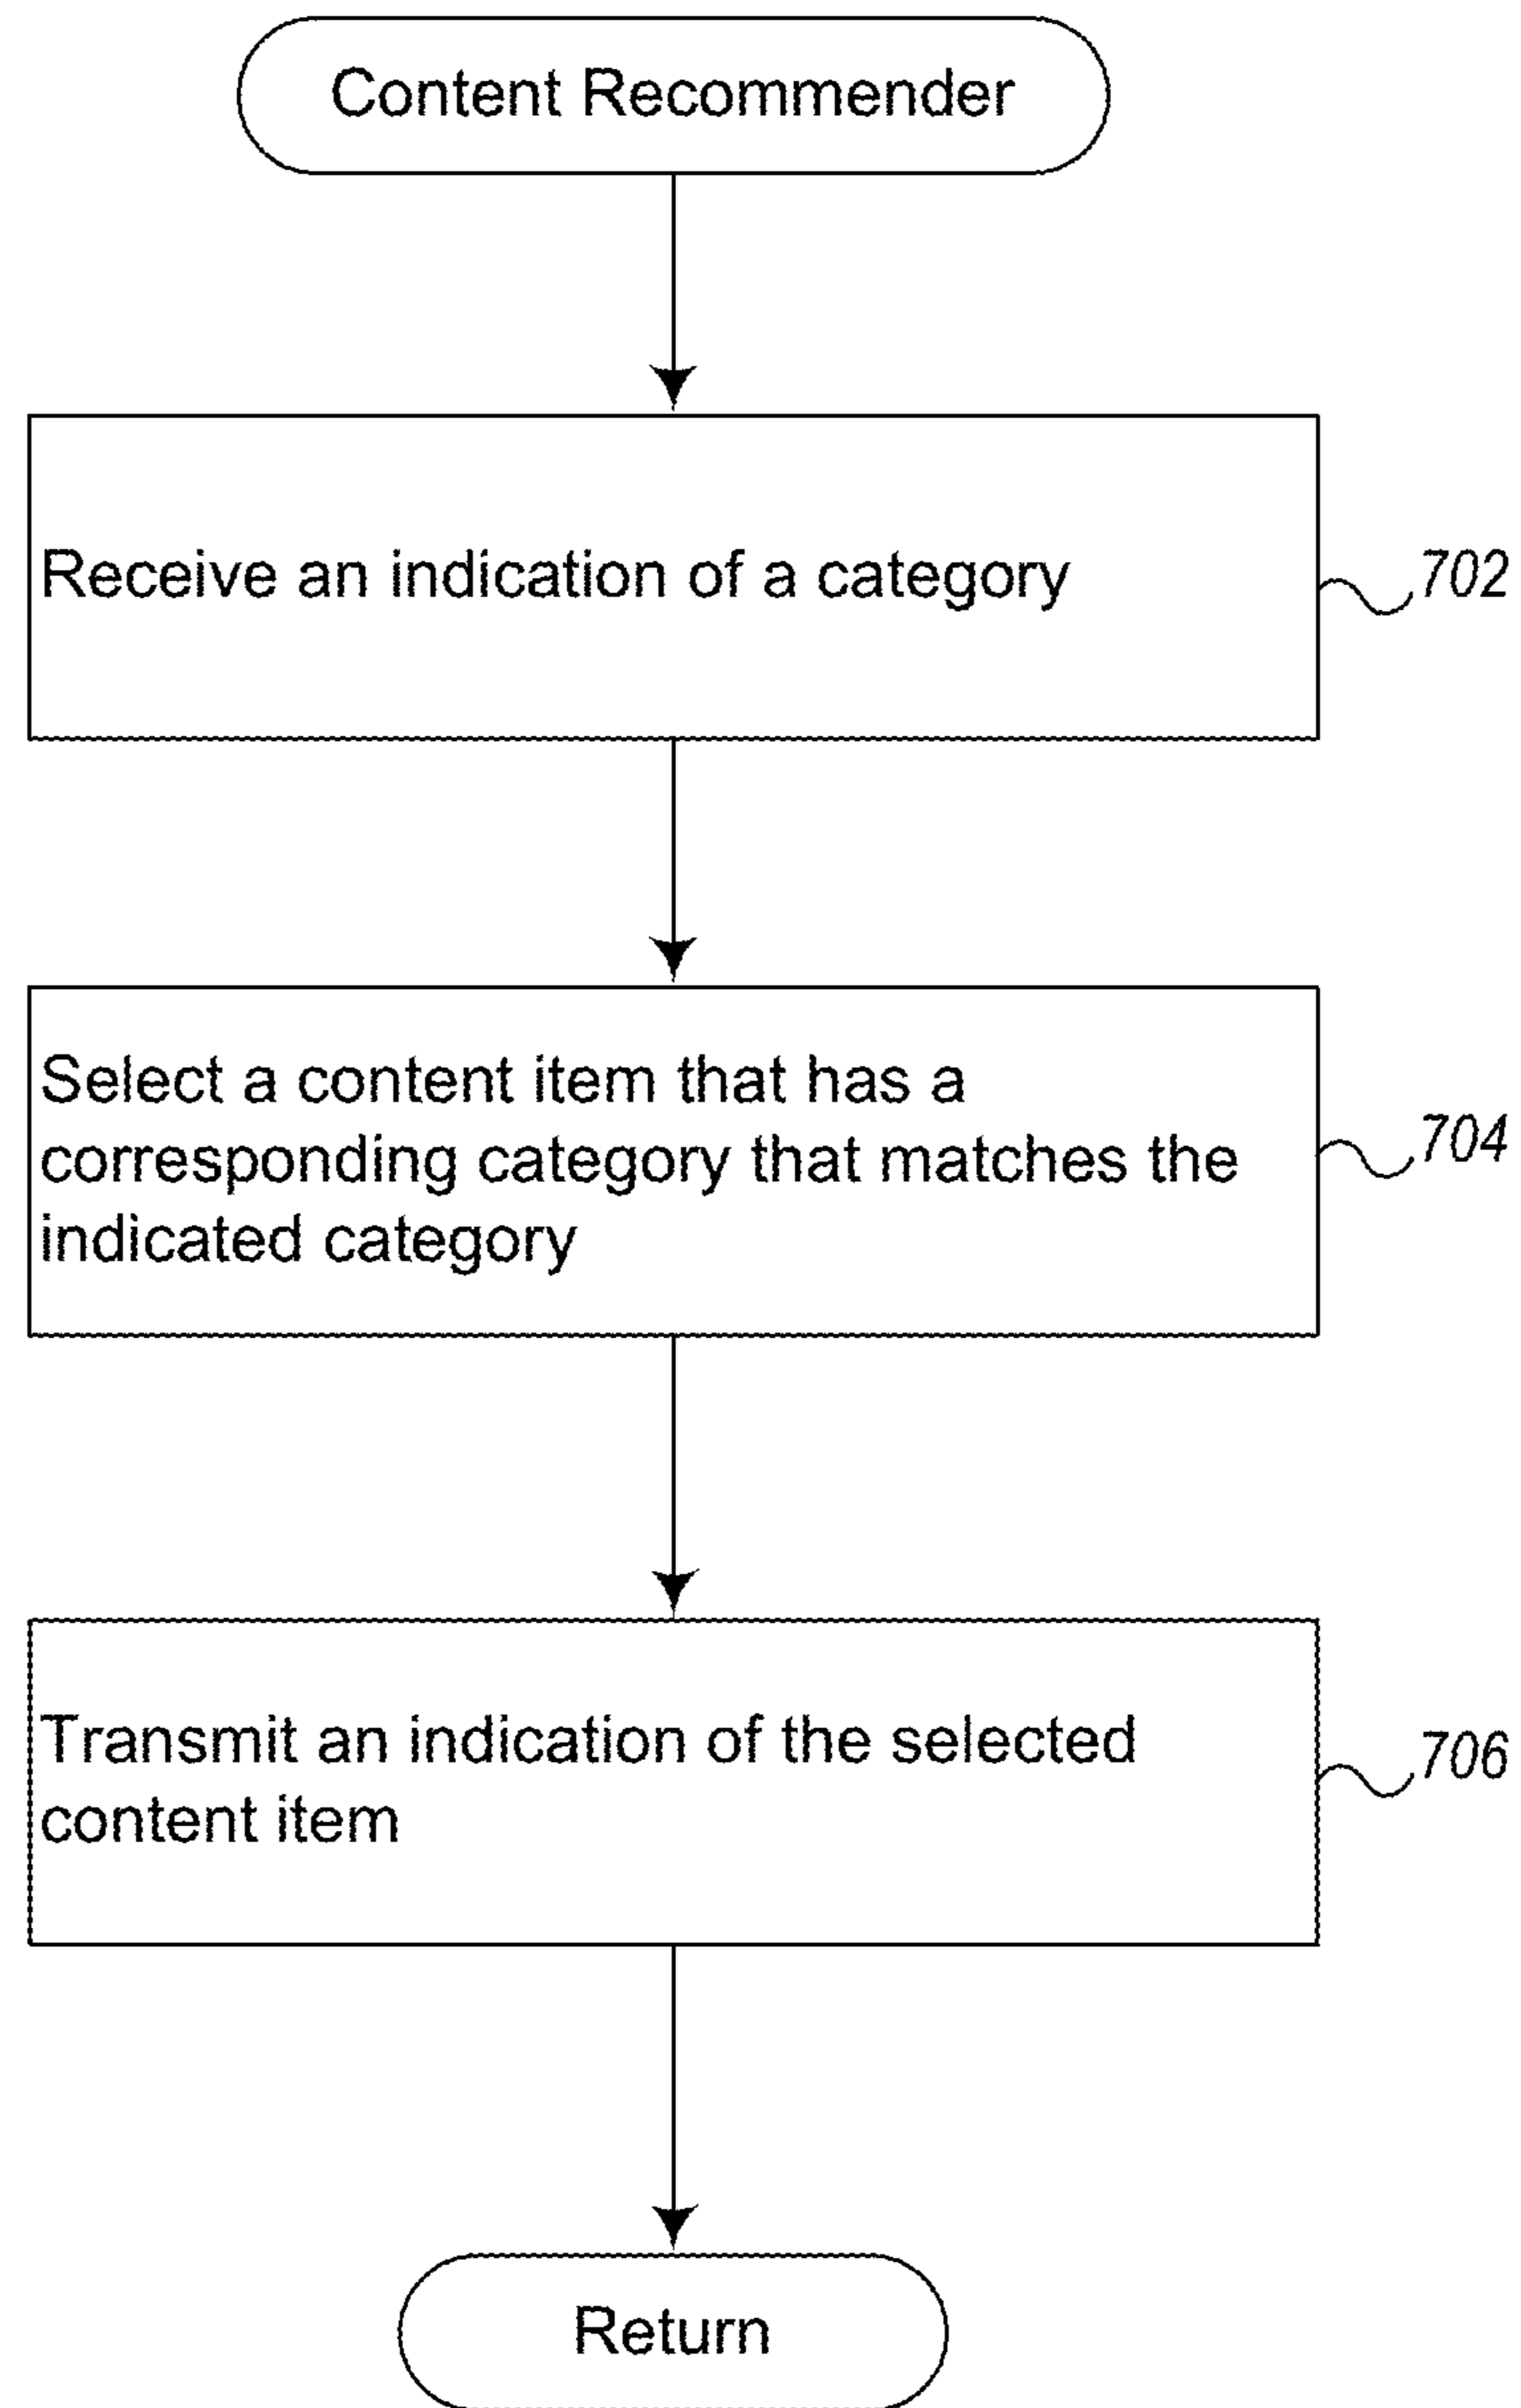 Content Recommender
Receive an indication of a category
702
Select a content item that has a
corresponding category that matches the
indicated category
704
Transmit an indication of the selected
content item
706
Return